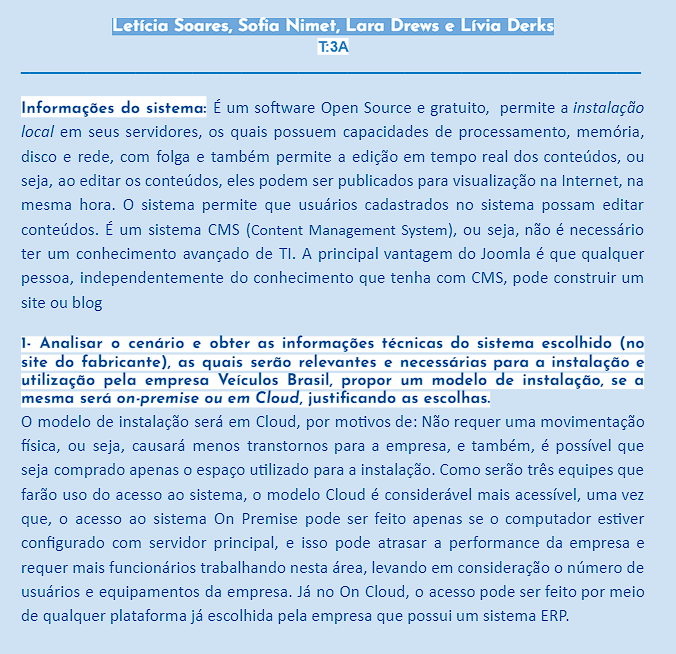 Letícia Soares, Sofia Nimet, Lara Drews e Lívia Derks
T:3A
Informações do sistema: É um software Open Source e gratuito, permite a instalação
local em seus servidores, os quais possuem capacidades de processamento, memória,
disco e rede, com folga e também permite a edição em tempo real dos conteúdos, ou
seja, ao editar os conteúdos, eles podem ser publicados para visualização na Internet, na
mesma hora. O sistema permite que usuários cadastrados no sistema possam editar
conteúdos. É um sistema CMS (Content Management System), ou seja, não é necessário
ter um conhecimento avançado de TI. A principal vantagem do Joomla é que qualquer
pessoa, independentemente do conhecimento que tenha com CMS, pode construir um
site ou blog
1- Analisar o cenário e obter as informações técnicas do sistema escolhido (no
site do fabricante), as quais serão relevantes e necessárias para a instalação e
utilização pela empresa Veículos Brasil, propor um modelo de instalação, se a
mesma será on-premise ou em Cloud, justificando as escolhas.
O modelo de instalação será em Cloud, por motivos de: Não requer uma movimentação
física, ou seja, causará menos transtornos para a empresa, e também, é possível que
seja comprado apenas o espaço utilizado para a instalação. Como serão três equipes que
farão uso do acesso ao sistema, o modelo Cloud é considerável mais acessível, uma vez
que, o acesso ao sistema On Premise pode ser feito apenas se o computador estiver
configurado com servidor principal, e isso pode atrasar a performance da empresa e
requer mais funcionários trabalhando nesta área, levando em consideração o número de
usuários e equipamentos da empresa. Já no On Cloud, o acesso pode ser feito por meio
de qualquer plataforma já escolhida pela empresa que possui um sistema ERP.